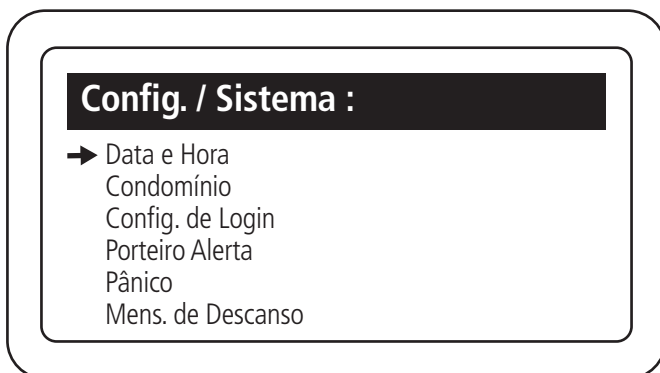 Config. / Sistema :
Data e Hora
Condomínio
Config. de Login
Porteiro Alerta
Pânico
Mens. de Descanso